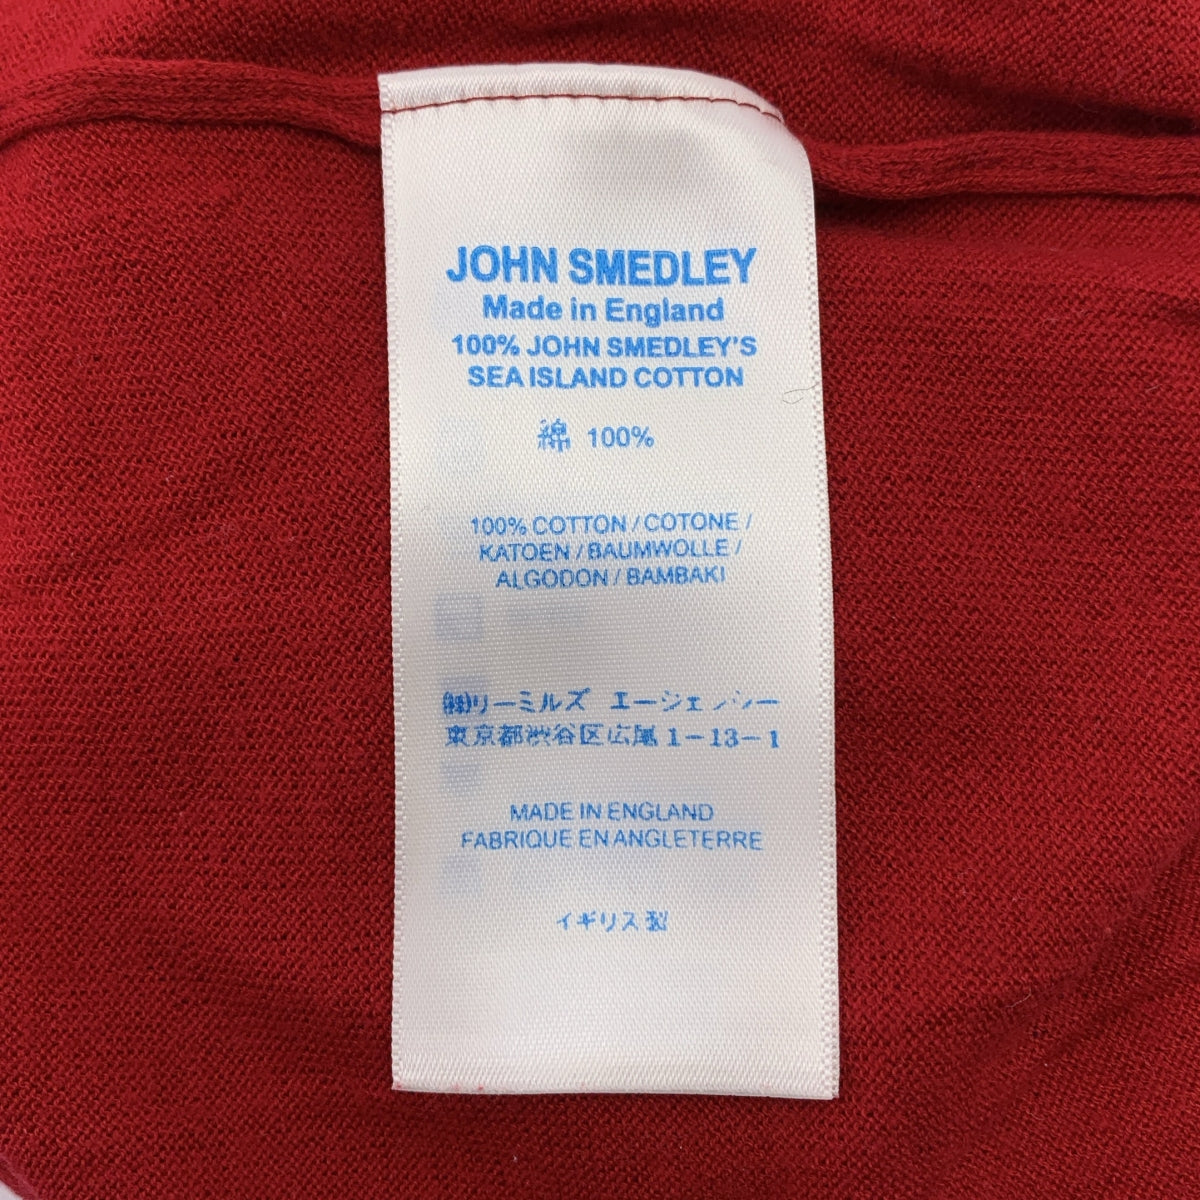 JOHN SMEDLEY
Made in England
100% JOHN SMEDLEY'S
SEA ISLAND COTTON
綿 100%
100% COTTON / COTONE /
KATOEN / BAUMWOLLE /
ALGODON / BAMBAKI
㈱リーミルズ エージェンシー
東京都渋谷区広尾1-13-1
MADE IN ENGLAND
FABRIQUE EN ANGLETERRE
イギリス製